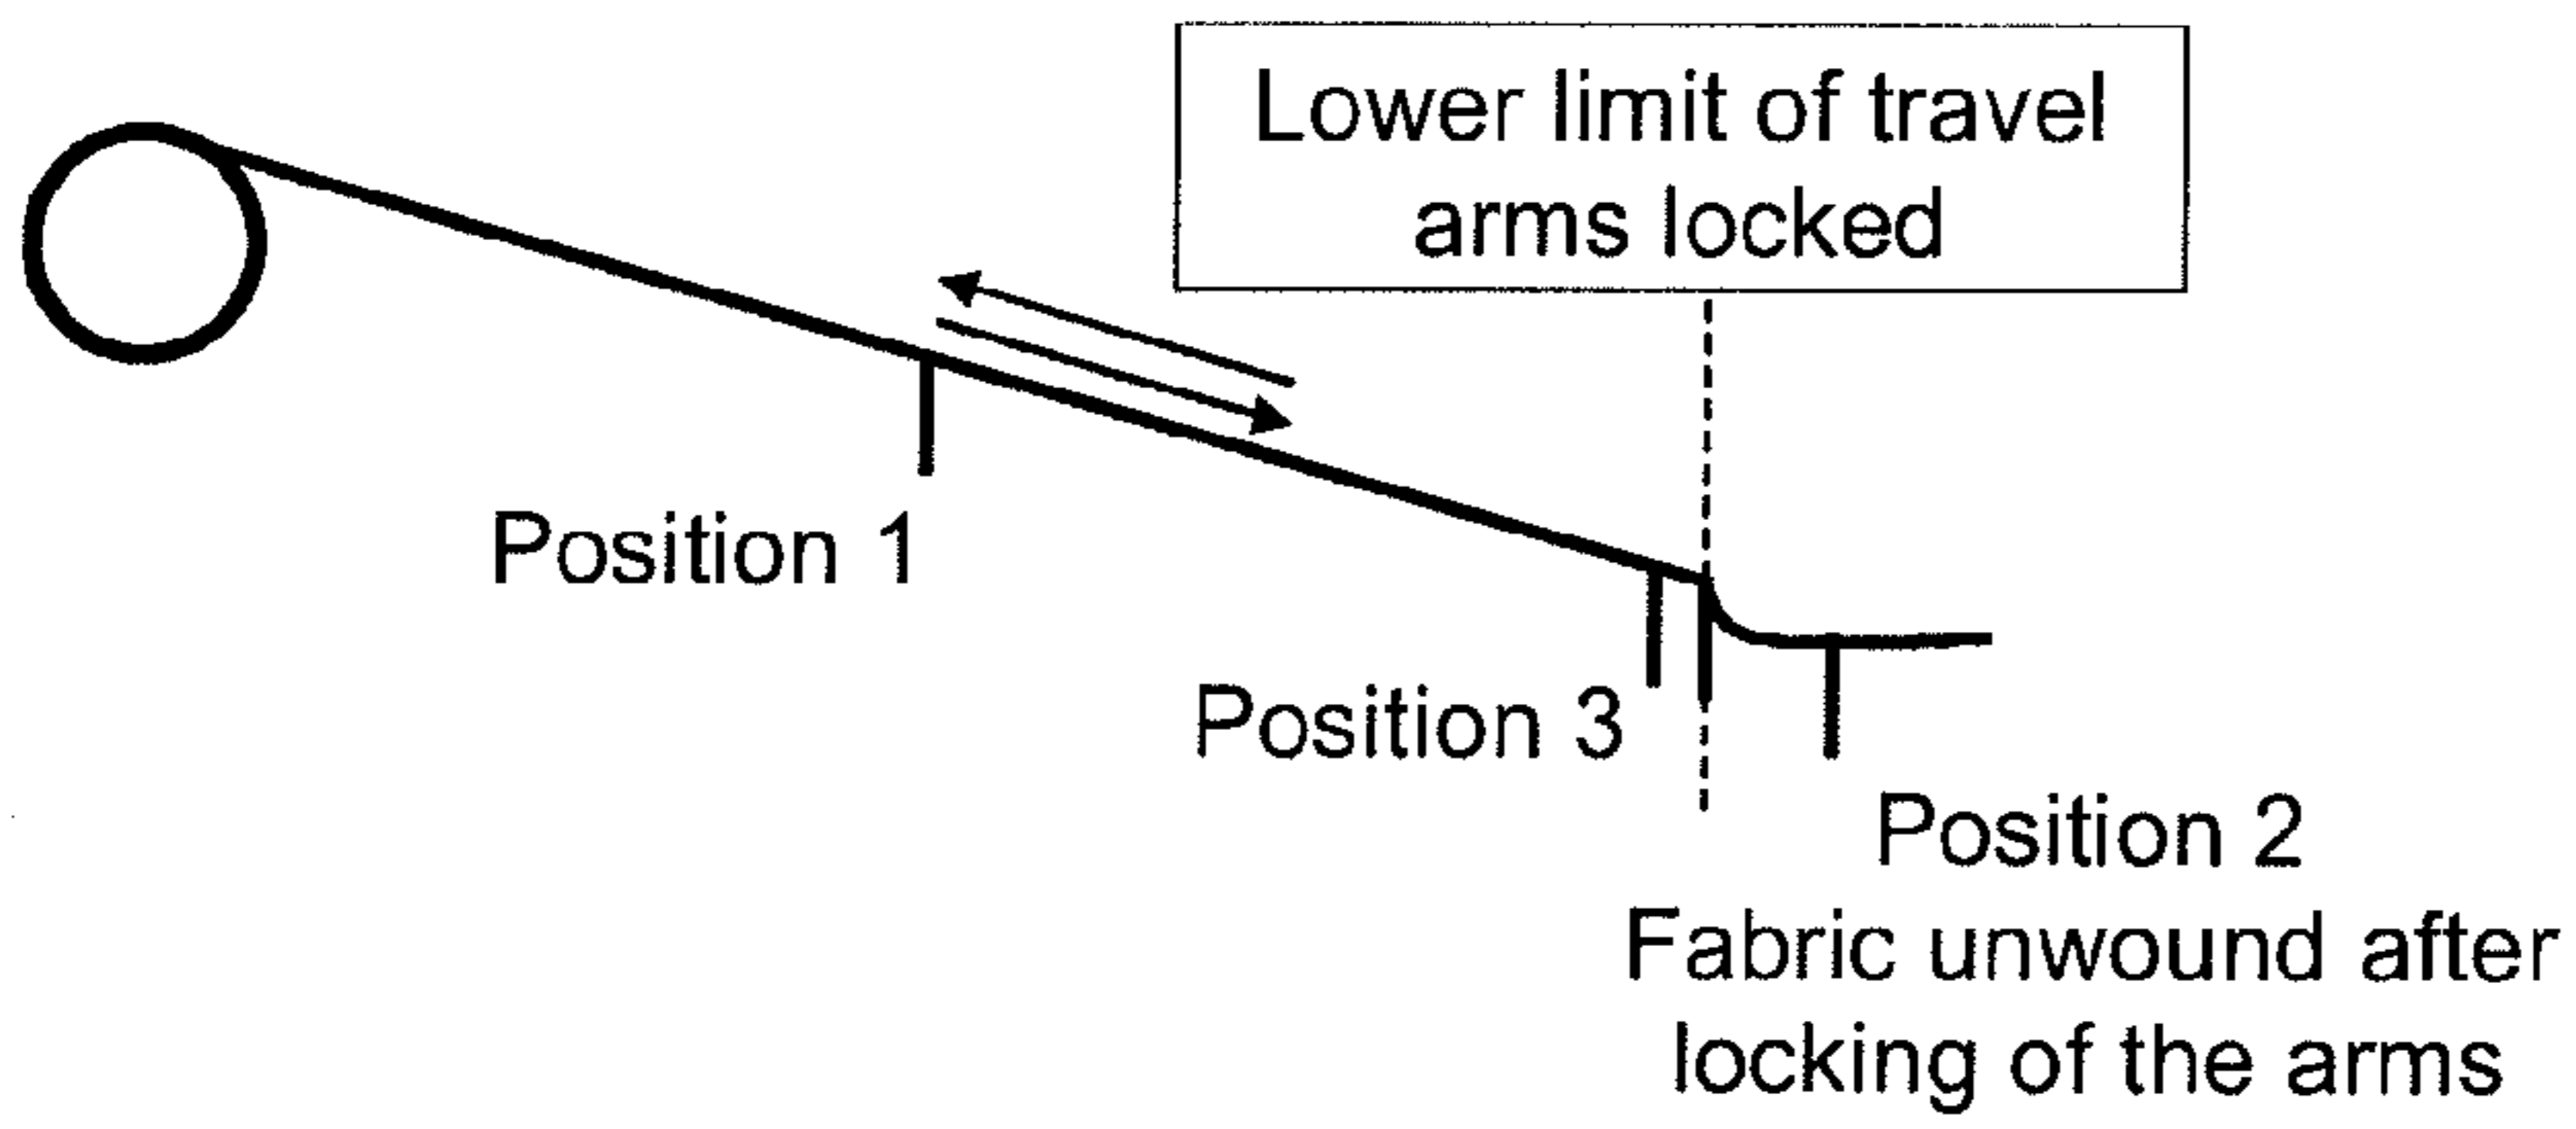 Lower limit of travel
arms locked
Position 1
Position 3
Position 2
Fabric unwound after
locking of the arms